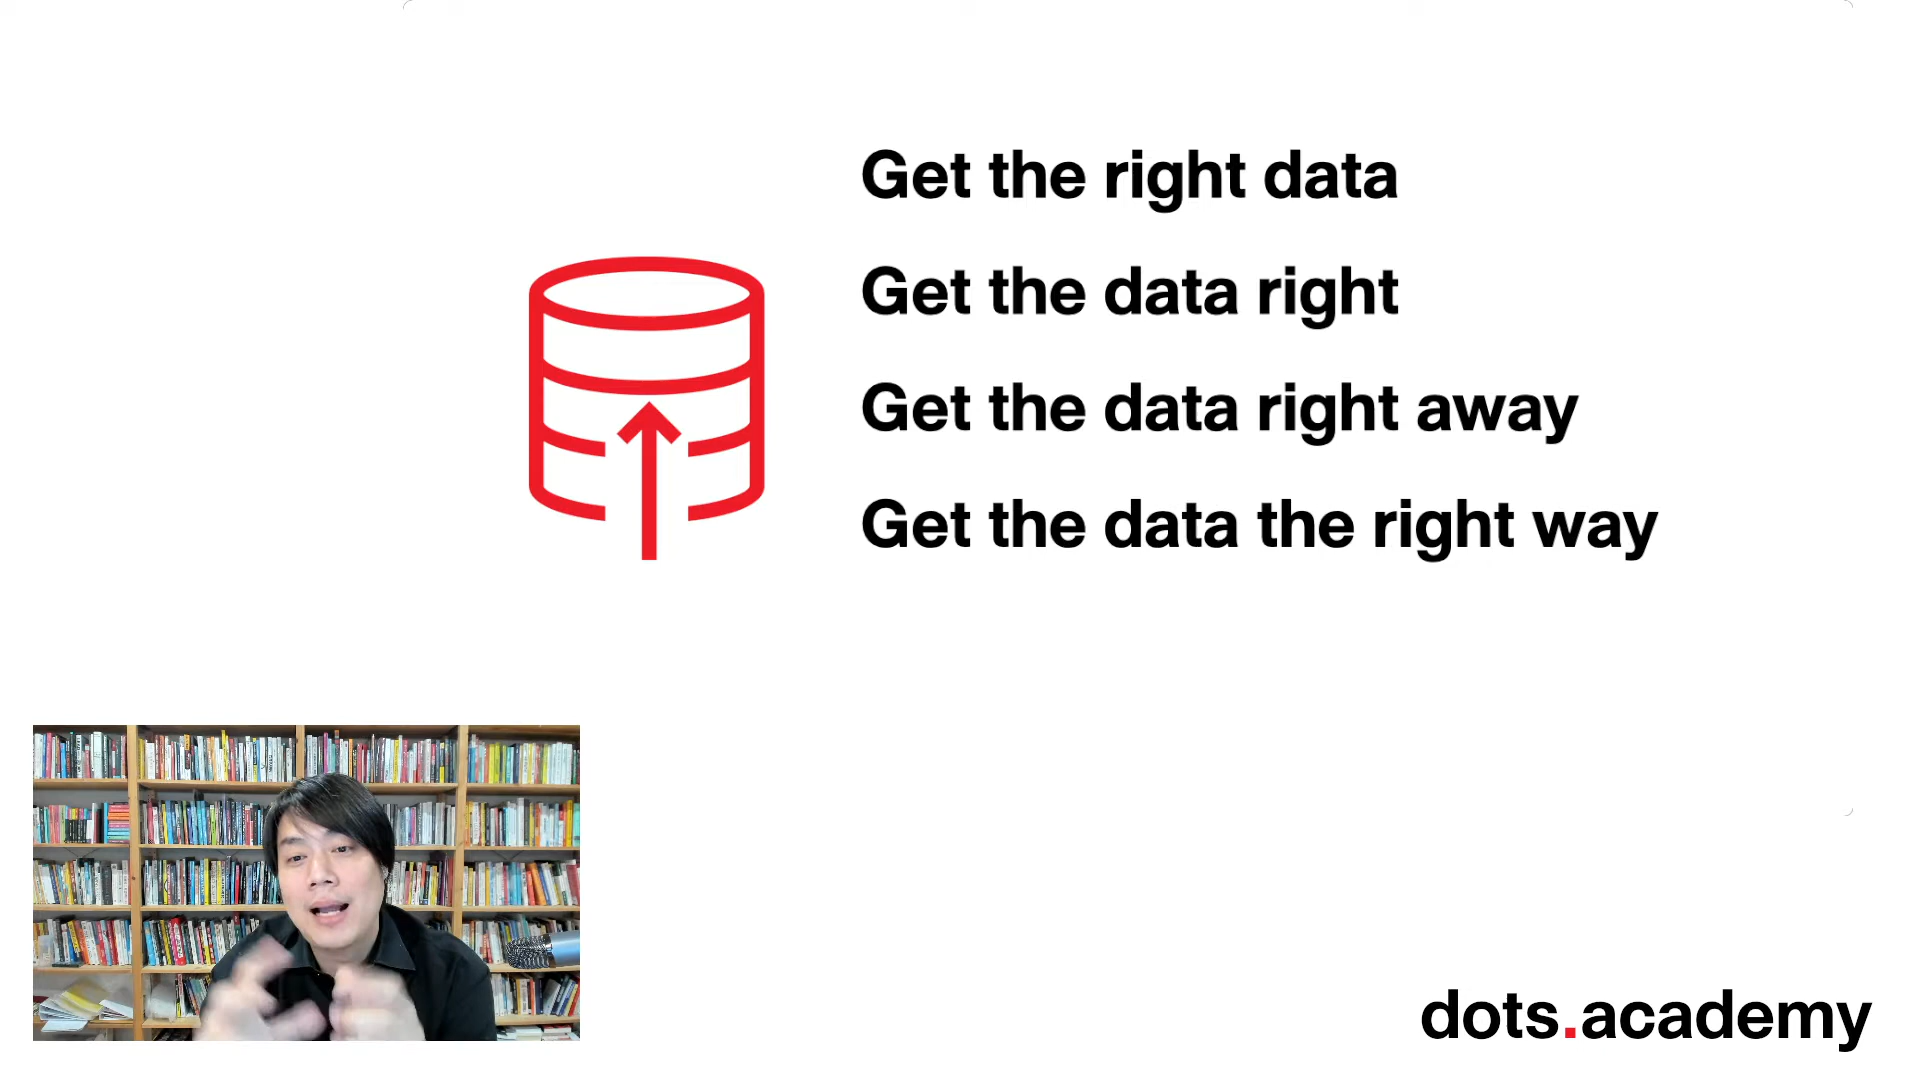 Get the right data
Get the data right
Get the data right away
Get the data the right way
dots.academy